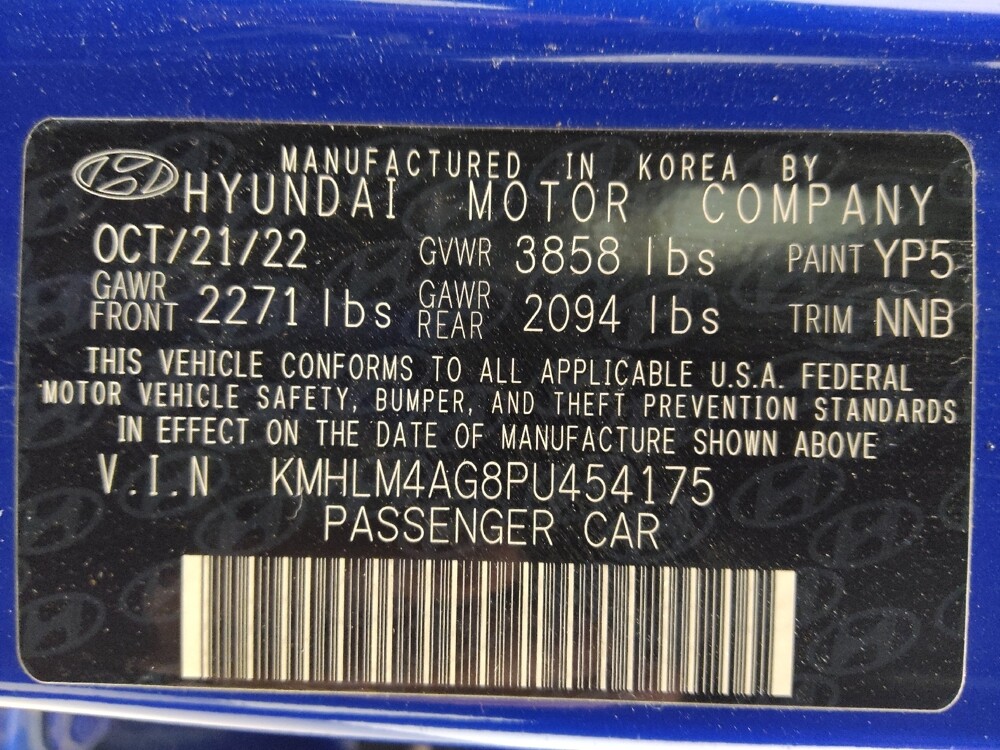 MANUFACTURED IN KOREA BY
HYUNDAI MOTOR COMPANY
OCT/21/22 GVWR 3858 lbs PAINT YP5
GAWR FRONT 2271 lbs GAWR REAR 2094 lbs TRIM NNB
THIS VEHICLE CONFORMS TO ALL APPLICABLE U.S.A. FEDERAL
MOTOR VEHICLE SAFETY, BUMPER, AND THEFT PREVENTION STANDARDS
IN EFFECT ON THE DATE OF MANUFACTURE SHOWN ABOVE
V.I.N KMHLM4AG8PU454175
PASSENGER CAR